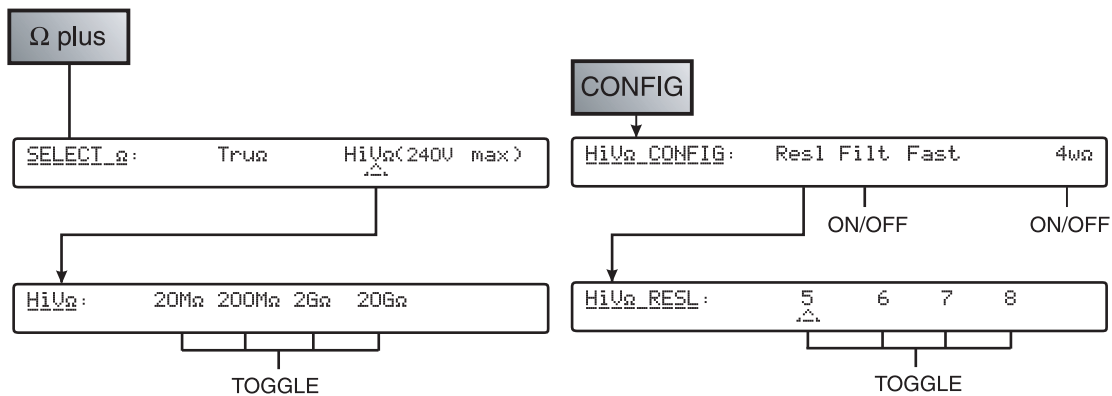 Ω plus
SELECT Ω: TruΩ HiVΩ(240V max)
HiVΩ: 20MΩ 200MΩ 2GΩ 20GΩ
TOGGLE
CONFIG
HiVΩ CONFIG: Resl Filt Fast 4wΩ
ON/OFF ON/OFF
HiVΩ RESL: 5 6 7 8
TOGGLE